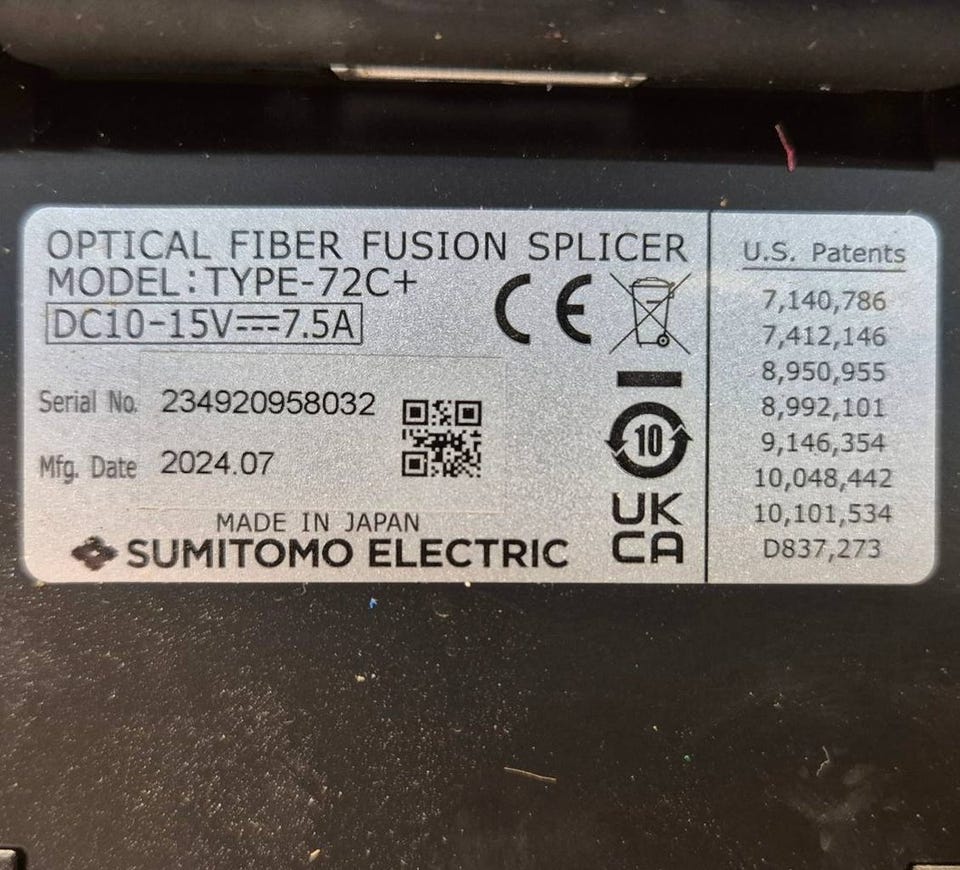 OPTICAL FIBER FUSION SPLICER
MODEL:TYPE-72C+
DC10-15V⎓7.5A
CE
Serial No. 234920958032
Mfg. Date 2024.07
10
MADE IN JAPAN
SUMITOMO ELECTRIC
UK
CA
U.S. Patents
7,140,786
7,412,146
8,950,955
8,992,101
9,146,354
10,048,442
10,101,534
D837,273